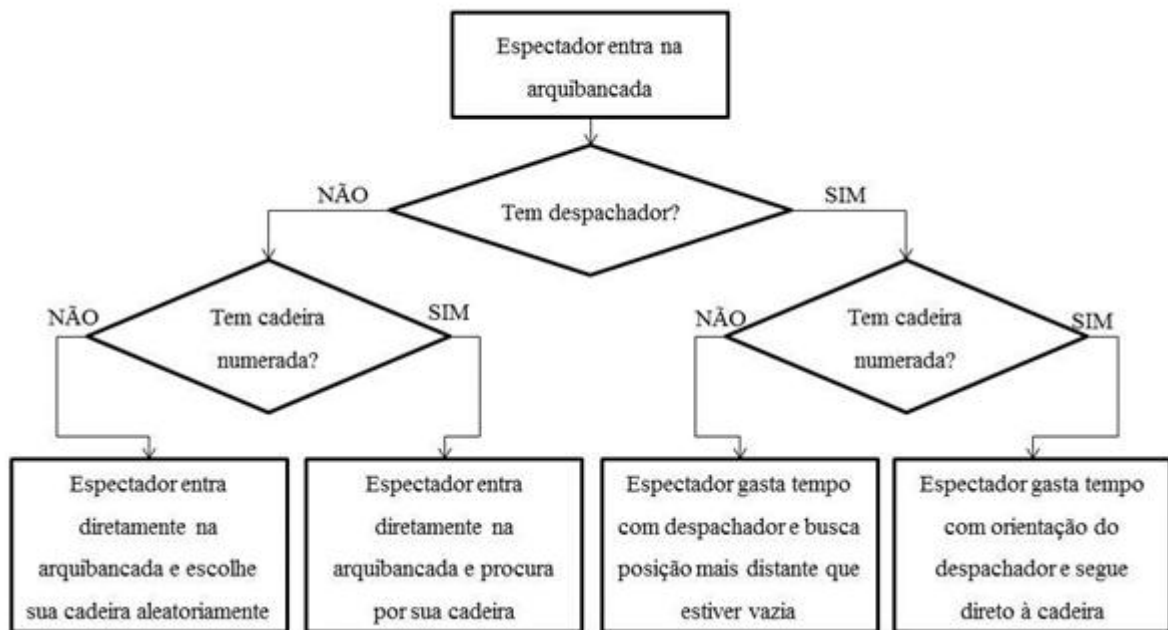 Espectador entra na
arquibancada
NÃO
SIM
Tem despachador?
NÃO
Tem cadeira
numerada?
SIM
NÃO
Tem cadeira
numerada?
SIM
Espectador entra
diretamente na
arquibancada e escolhe
sua cadeira aleatoriamente
Espectador entra
diretamente na
arquibancada e procura
por sua cadeira
Espectador gasta tempo
com despachador e busca
posição mais distante que
estiver vazia
Espectador gasta tempo
com orientação do
despachador e segue
direto à cadeira